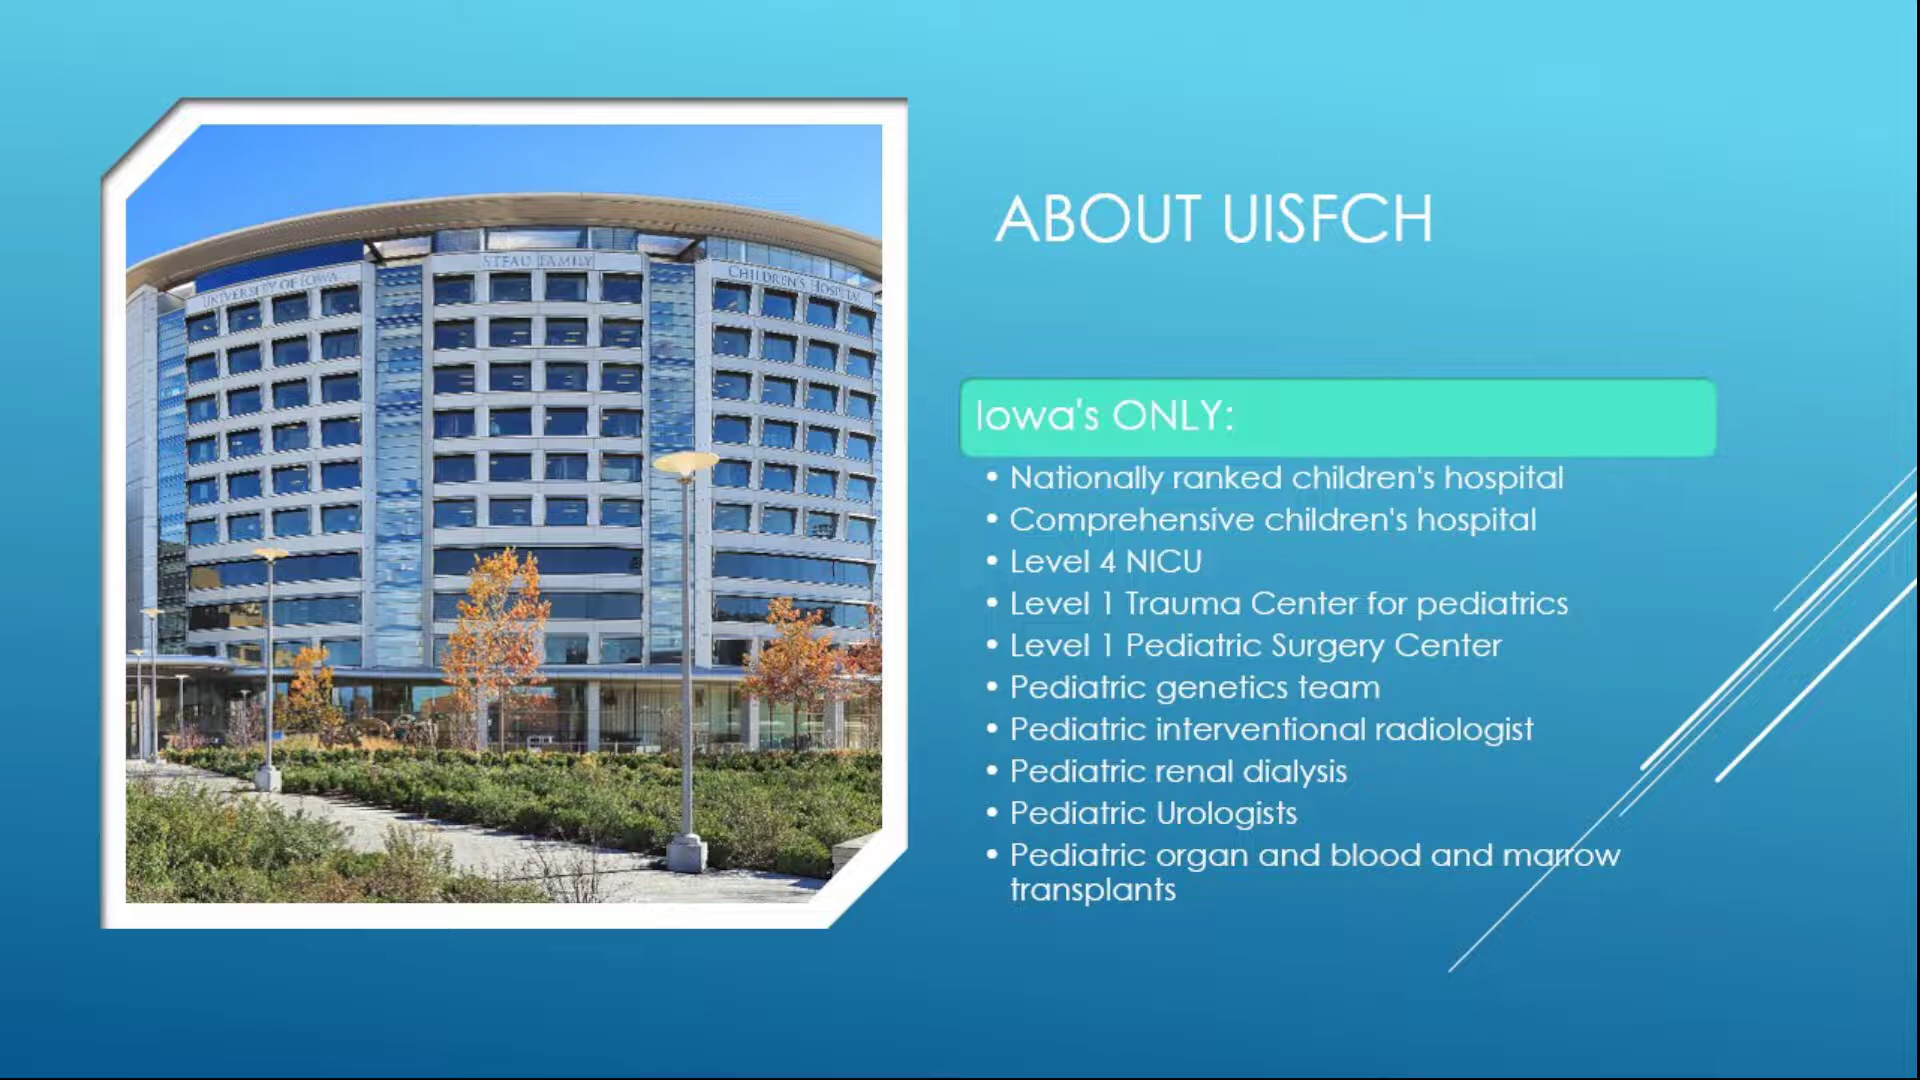 UNIVERSITY OF IOWA
STEAD FAMILY
CHILDREN'S HOSPITAL
ABOUT UISFCH
Iowa's ONLY:
• Nationally ranked children's hospital
• Comprehensive children's hospital
• Level 4 NICU
• Level 1 Trauma Center for pediatrics
• Level 1 Pediatric Surgery Center
• Pediatric genetics team
• Pediatric interventional radiologist
• Pediatric renal dialysis
• Pediatric Urologists
• Pediatric organ and blood and marrow
transplants